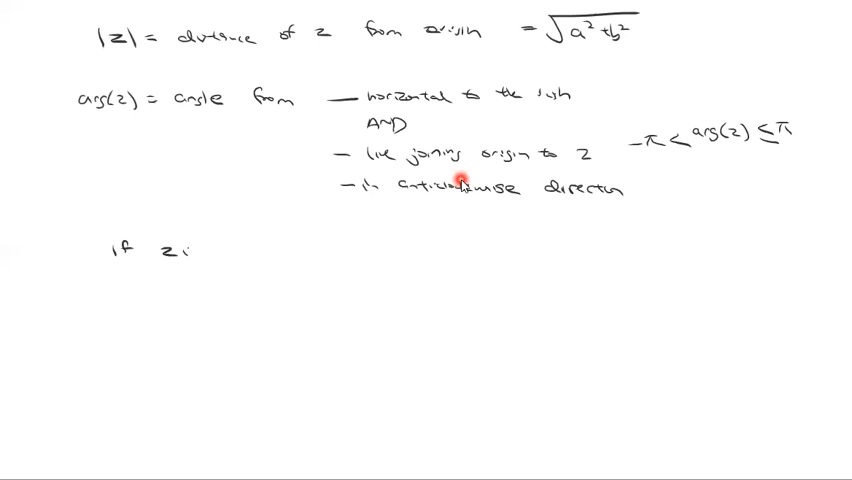 |z| = distance of z from origin = √a² + b²
arg(z) = angle from — horizontal to the right
AND
— line joining origin to z -π < arg(z) ≤ π
— in anticlockwise direction
if z